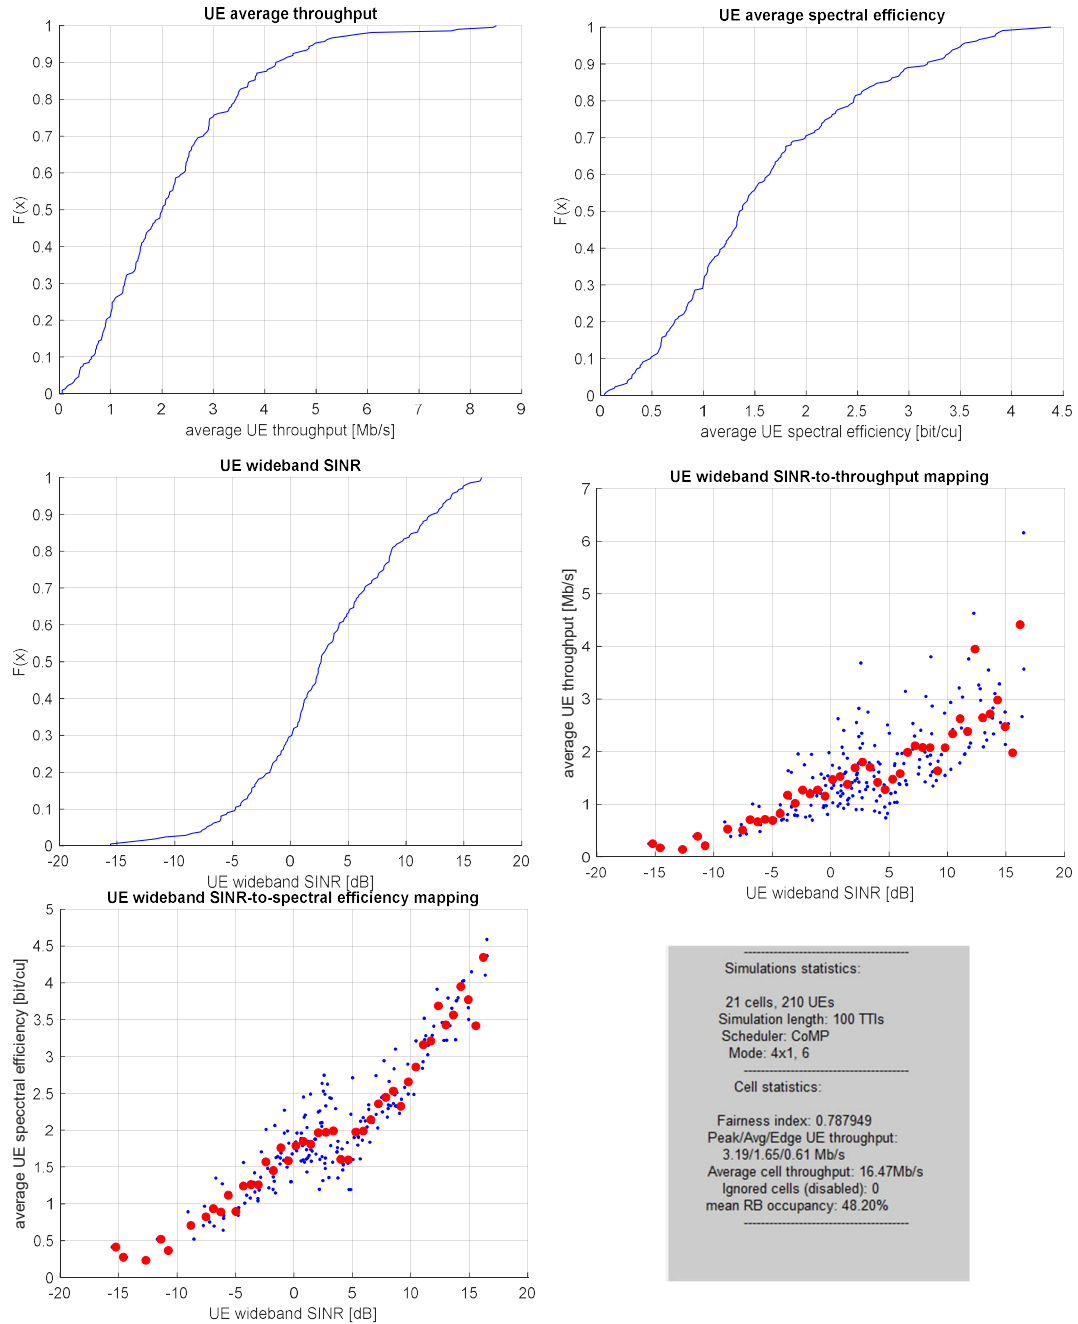 UE average throughput
1
0.9
0.8
0.7
0.6
0.5
0.4
0.3
0.2
0.1
0
F(x)
0 1 2 3 4 5 6 7 8 9
average UE throughput [Mb/s]
UE average spectral efficiency
1
0.9
0.8
0.7
0.6
0.5
0.4
0.3
0.2
0.1
0
F(x)
0 0.5 1 1.5 2 2.5 3 3.5 4 4.5
average UE spectral efficiency [bit/cu]
UE wideband SINR
1
0.9
0.8
0.7
0.6
0.5
0.4
0.3
0.2
0.1
0
F(x)
-20 -15 -10 -5 0 5 10 15 20
UE wideband SINR [dB]
UE wideband SINR-to-throughput mapping
7
6
5
4
3
2
1
0
average UE throughput [Mb/s]
-20 -15 -10 -5 0 5 10 15 20
UE wideband SINR [dB]
UE wideband SINR-to-spectral efficiency mapping
5
4.5
4
3.5
3
2.5
2
1.5
1
0.5
0
average UE specctral efficiency [bit/cu]
-20 -15 -10 -5 0 5 10 15 20
UE wideband SINR [dB]
---------------------------------------
Simulations statistics:
21 cells, 210 UEs
Simulation length: 100 TTIs
Scheduler: CoMP
Mode: 4x1, 6
---------------------------------------
Cell statistics:
Fairness index: 0.787949
Peak/Avg/Edge UE throughput:
3.19/1.65/0.61 Mb/s
Average cell throughput: 16.47Mb/s
Ignored cells (disabled): 0
mean RB occupancy: 48.20%
---------------------------------------